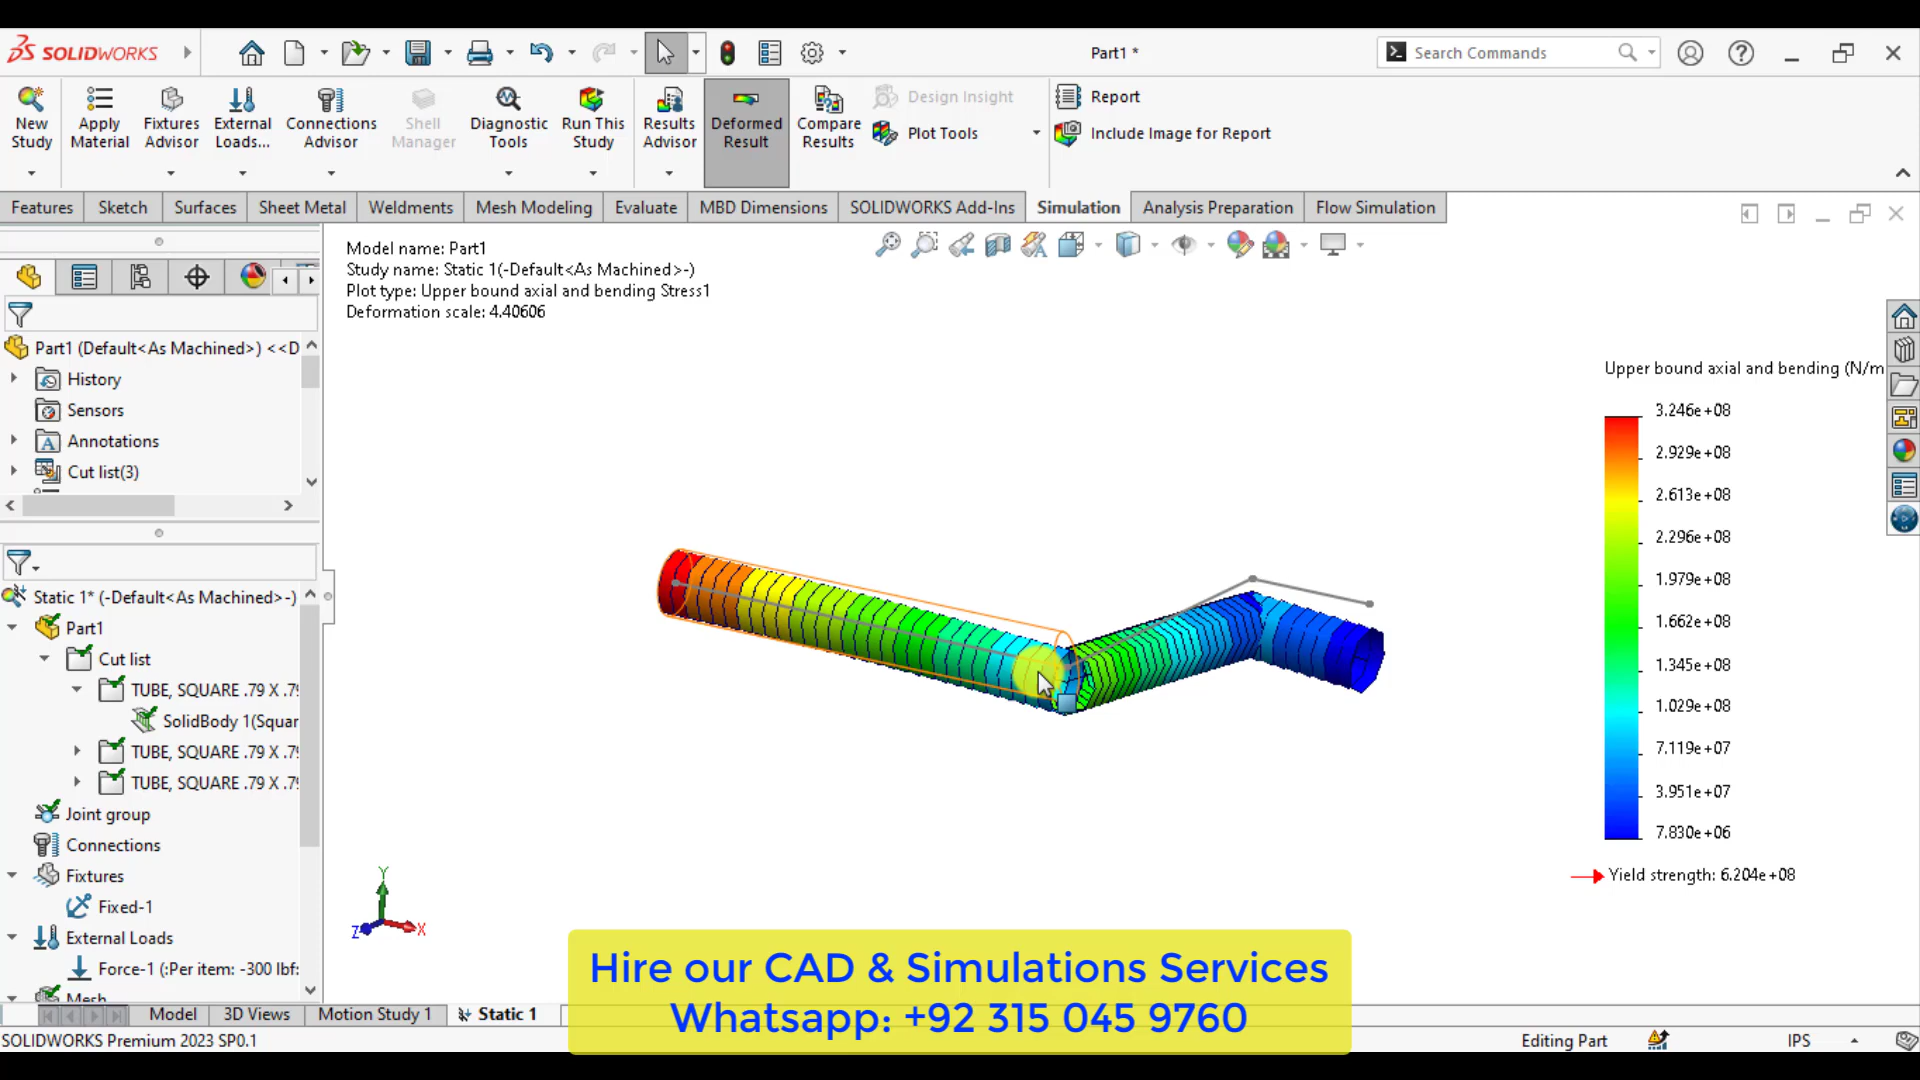 SOLIDWORKS
Part1 *
Search Commands
New Study
Apply Material
Fixtures Advisor
External Loads...
Connections Advisor
Shell Manager
Diagnostic Tools
Run This Study
Results Advisor
Deformed Result
Compare Results
Design Insight
Plot Tools
Report
Include Image for Report
Features
Sketch
Surfaces
Sheet Metal
Weldments
Mesh Modeling
Evaluate
MBD Dimensions
SOLIDWORKS Add-Ins
Simulation
Analysis Preparation
Flow Simulation
Part1 (Default<As Machined>) <<D
History
Sensors
Annotations
Cut list(3)
Static 1* (-Default<As Machined>-)
Part1
Cut list
TUBE, SQUARE .79 X .79
SolidBody 1(Squar
TUBE, SQUARE .79 X .79
TUBE, SQUARE .79 X .79
Joint group
Connections
Fixtures
Fixed-1
External Loads
Force-1 (:Per item: -300 lbf:
Mesh
Model name: Part1
Study name: Static 1(-Default<As Machined>-)
Plot type: Upper bound axial and bending Stress1
Deformation scale: 4.40606
Upper bound axial and bending (N/m
3.246e+08
2.929e+08
2.613e+08
2.296e+08
1.979e+08
1.662e+08
1.345e+08
1.029e+08
7.119e+07
3.951e+07
7.830e+06
Yield strength: 6.204e+08
Y
Z
X
Hire our CAD & Simulations Services
Whatsapp: +92 315 045 9760
Model
3D Views
Motion Study 1
Static 1
SOLIDWORKS Premium 2023 SP0.1
Editing Part
IPS